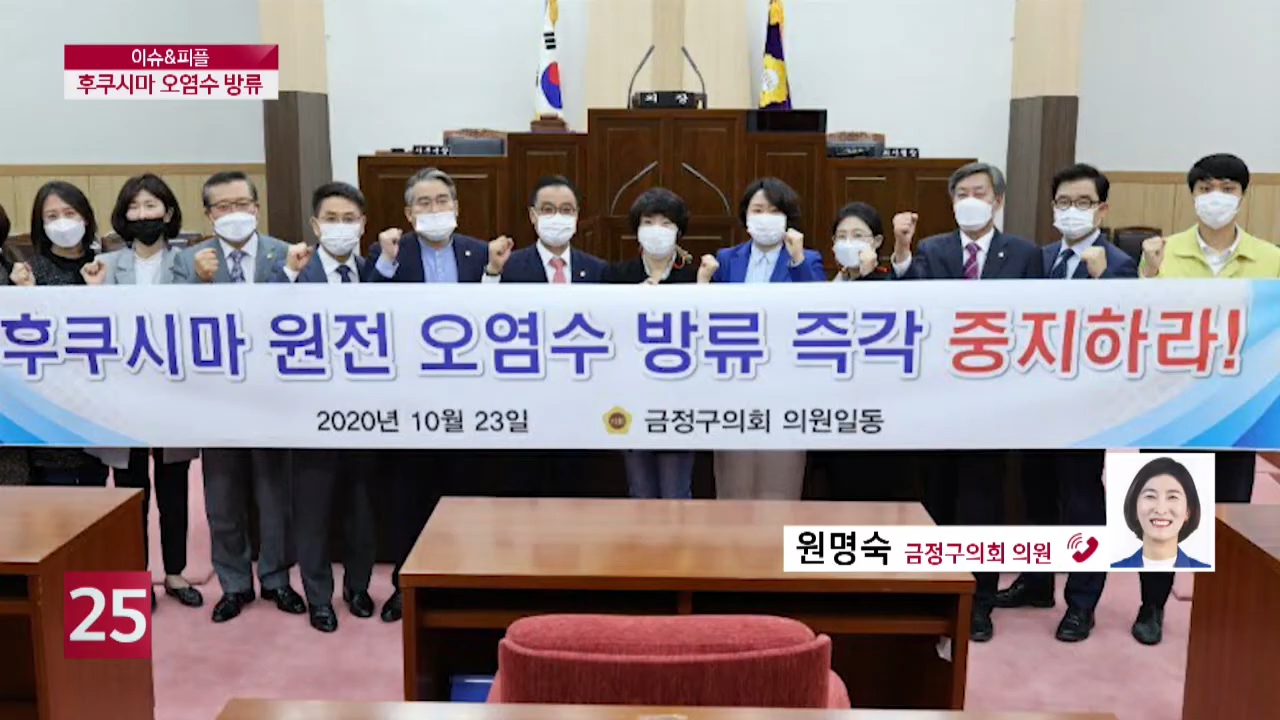 이슈&피플
후쿠시마 오염수 방류
의 장
후쿠시마 원전 오염수 방류 즉각 중지하라!
2020년 10월 23일 금정구의회 의원일동
원명숙 금정구의회 의원
25